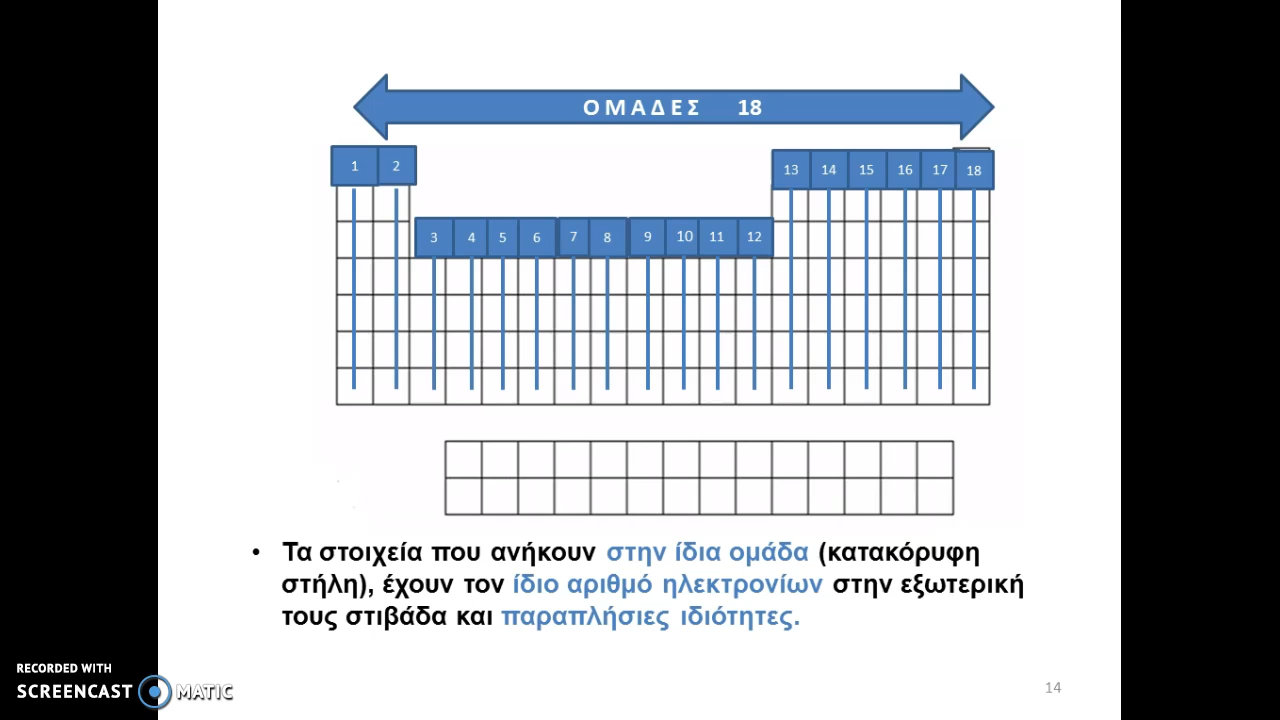 ΟΜΑΔΕΣ 18
1 2 13 14 15 16 17 18
3 4 5 6 7 8 9 10 11 12
• Τα στοιχεία που ανήκουν στην ίδια ομάδα (κατακόρυφη
στήλη), έχουν τον ίδιο αριθμό ηλεκτρονίων στην εξωτερική
τους στιβάδα και παραπλήσιες ιδιότητες.
RECORDED WITH
SCREENCAST MATIC
14